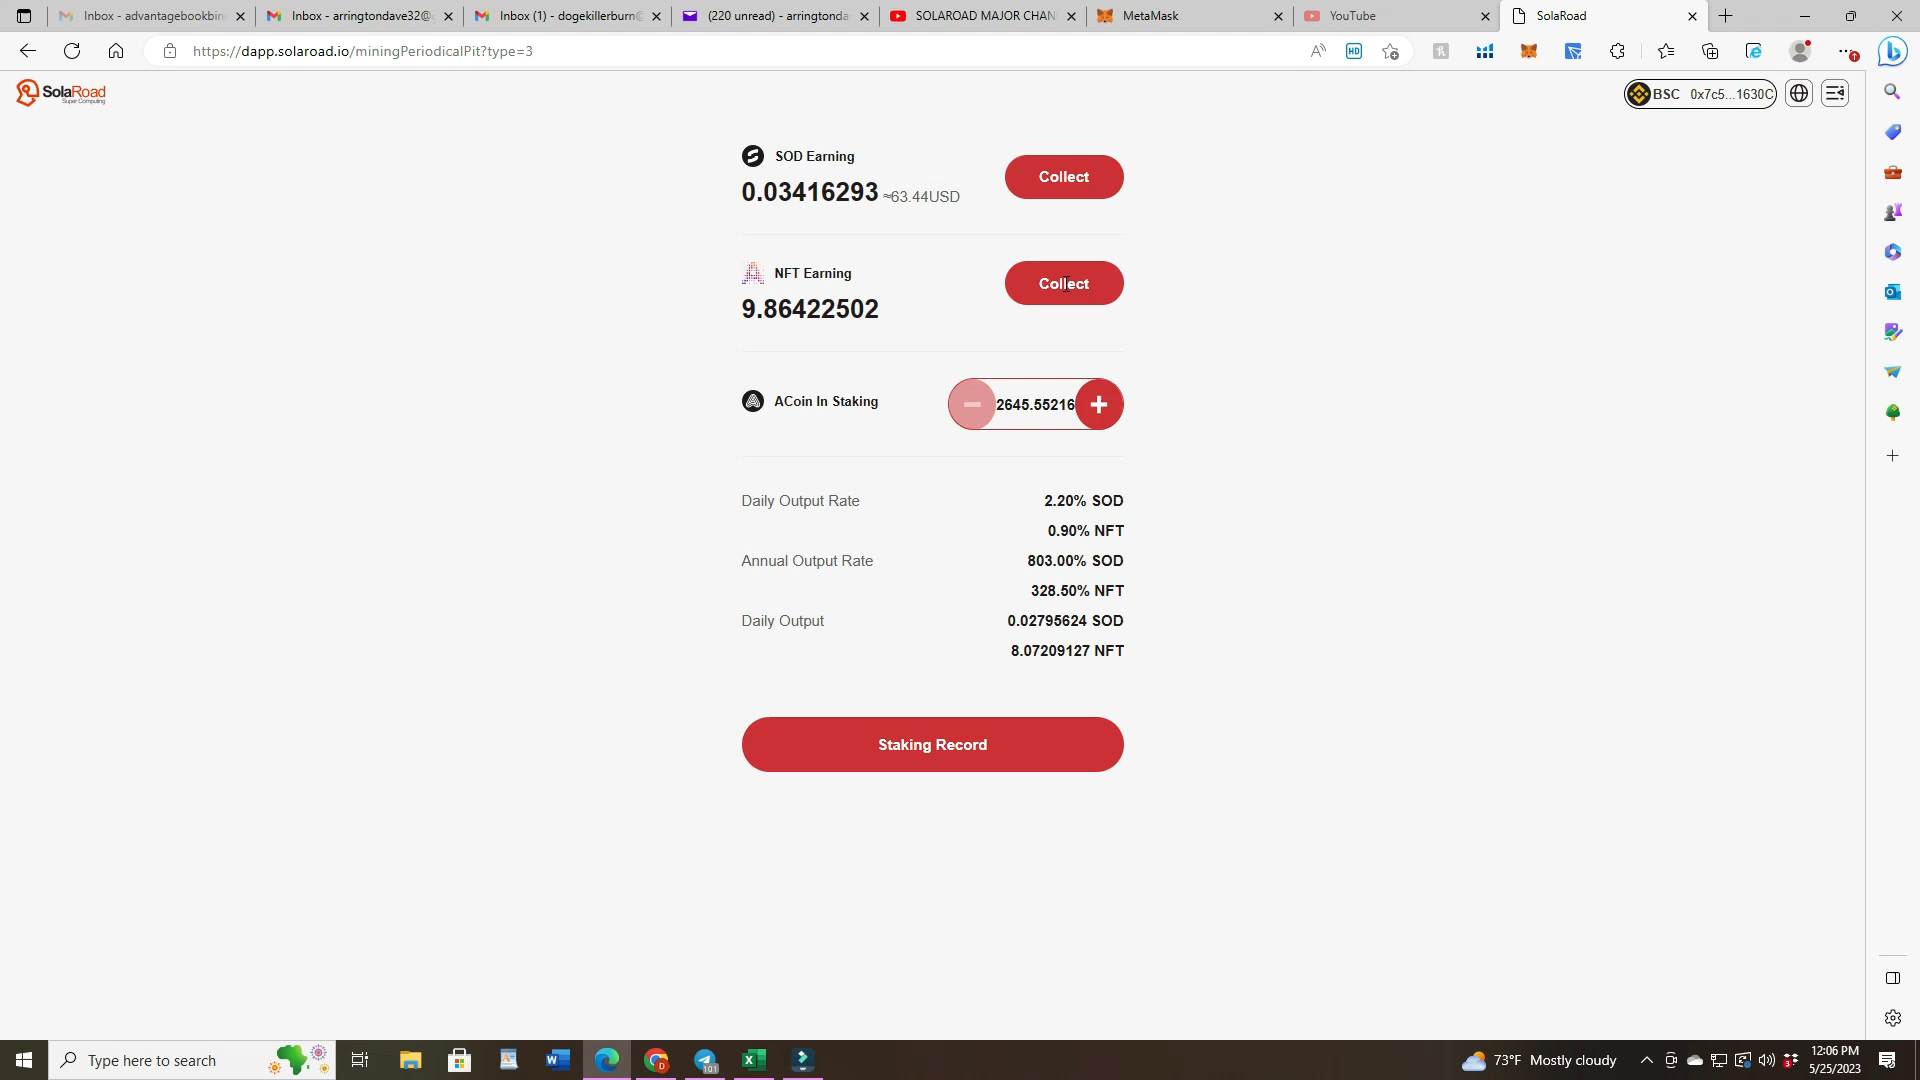 Inbox - advantagebookbin
Inbox - arringtondave32@
Inbox (1) - dogekillerburn@
(220 unread) - arringtonda
SOLAROAD MAJOR CHAN
MetaMask
YouTube
SolaRoad
https://dapp.solaroad.io/miningPeriodicalPit?type=3
SolaRoad
Super Computing
BSC 0x7c5...1630C
SOD Earning
0.03416293 ≈63.44USD
Collect
NFT Earning
9.86422502
Collect
ACoin In Staking
2645.55216
Daily Output Rate
2.20% SOD
0.90% NFT
Annual Output Rate
803.00% SOD
328.50% NFT
Daily Output
0.02795624 SOD
8.07209127 NFT
Staking Record
Type here to search
101
73°F Mostly cloudy
12:06 PM
5/25/2023